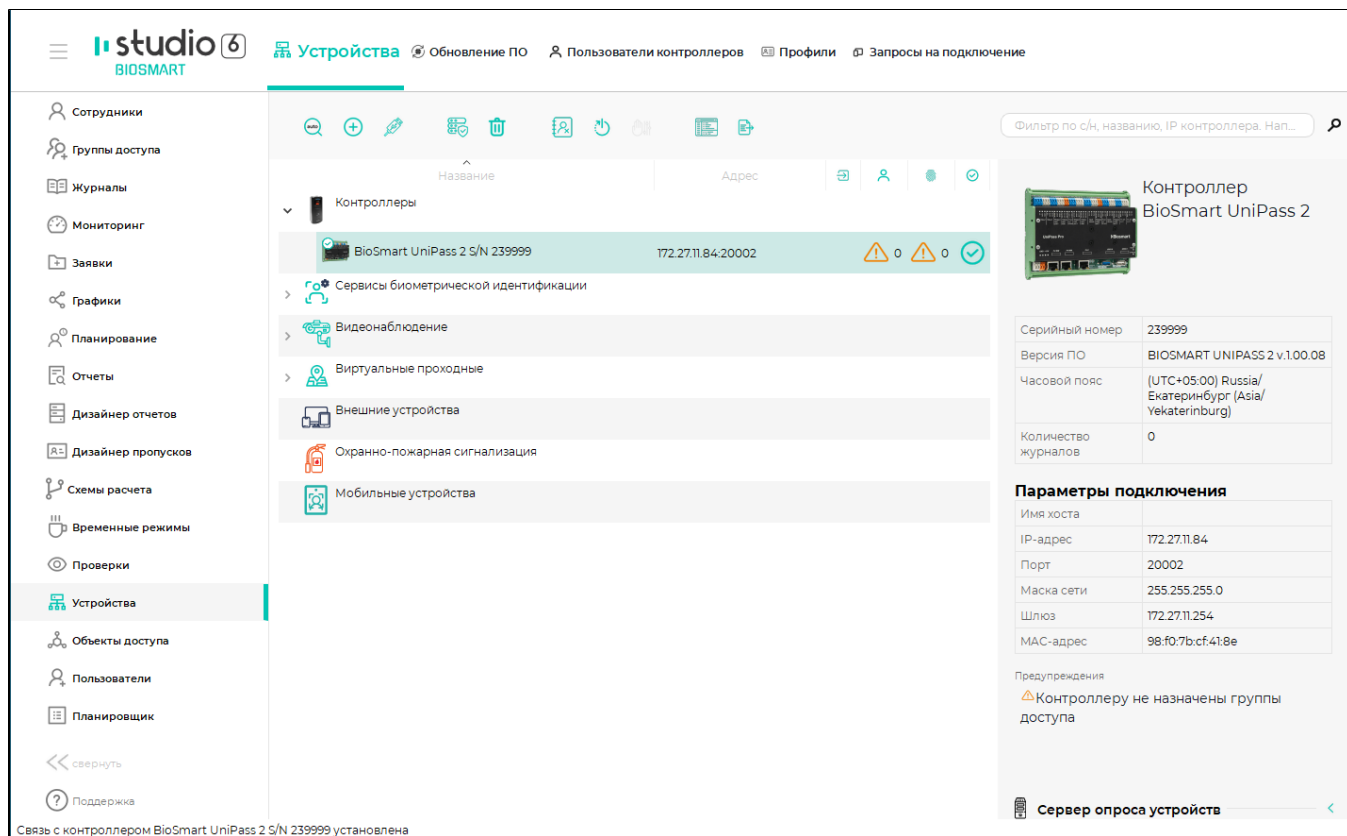 studio 6
BIOSMART
Устройства
Обновление ПО
Пользователи контроллеров
Профили
Запросы на подключение
Сотрудники
Группы доступа
Журналы
Мониторинг
Заявки
Графики
Планирование
Отчеты
Дизайнер отчетов
Дизайнер пропусков
Схемы расчета
Временные режимы
Проверки
Устройства
Объекты доступа
Пользователи
Планировщик
свернуть
Поддержка
Фильтр по с/н, названию, IP контроллера. Нап...
Название
Адрес
Контроллеры
BioSmart UniPass 2 S/N 239999
172.27.11.84:20002
0
0
Сервисы биометрической идентификации
Видеонаблюдение
Виртуальные проходные
Внешние устройства
Охранно-пожарная сигнализация
Мобильные устройства
Контроллер
BioSmart UniPass 2
Серийный номер 239999
Версия ПО BIOSMART UNIPASS 2 v.1.00.08
Часовой пояс (UTC+05:00) Russia/
Екатеринбург (Asia/
Yekaterinburg)
Количество 0
журналов
Параметры подключения
Имя хоста
IP-адрес 172.27.11.84
Порт 20002
Маска сети 255.255.255.0
Шлюз 172.27.11.254
MAC-адрес 98:f0:7b:cf:41:8e
Предупреждения
Контроллеру не назначены группы
доступа
Сервер опроса устройств
Связь с контроллером BioSmart UniPass 2 S/N 239999 установлена